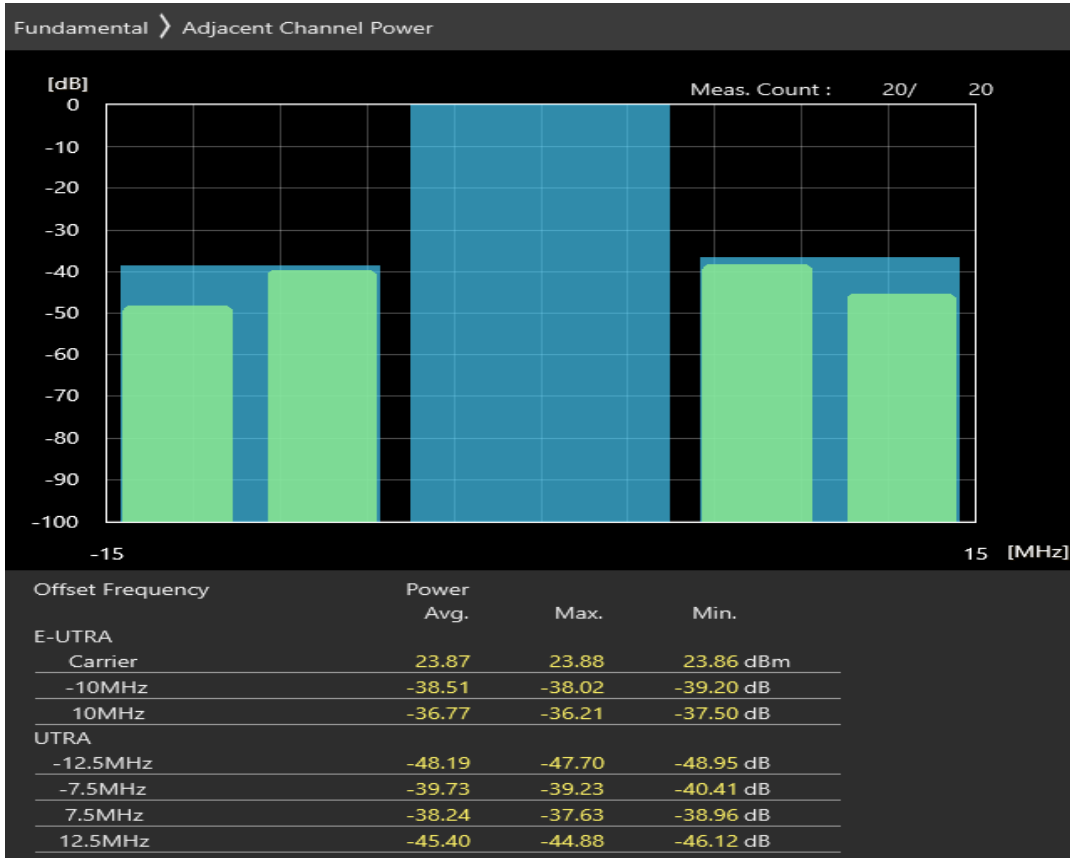 Fundamental 》 Adjacent Channel Power
[dB]
Meas. Count : 20/ 20
0
-10
-20
-30
-40
-50
-60
-70
-80
-90
-100
-15 15 [MHz]
Offset Frequency Power
Avg. Max. Min.
E-UTRA
Carrier 23.87 23.88 23.86 dBm
-10MHz -38.51 -38.02 -39.20 dB
10MHz -36.77 -36.21 -37.50 dB
UTRA
-12.5MHz -48.19 -47.70 -48.95 dB
-7.5MHz -39.73 -39.23 -40.41 dB
7.5MHz -38.24 -37.63 -38.96 dB
12.5MHz -45.40 -44.88 -46.12 dB